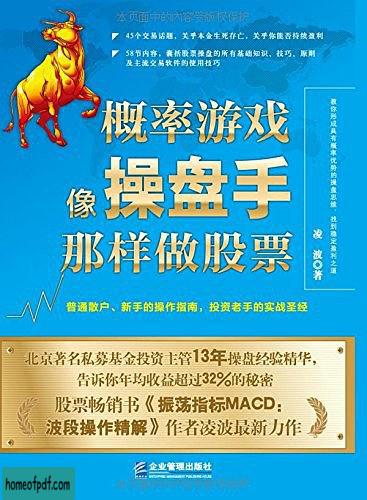 本页面中的内容受版权保护
45个交易话题，关乎本金生死存亡，关乎你能否持续盈利
58节内容，囊括股票操盘的所有基础知识、技巧、原则
及主流交易软件的使用技巧
概率游戏
像操盘手
那样做股票
教你形成具有概率优势的操盘思维 找到稳定盈利之道
凌波◎著
普通散户、新手的操作指南，投资老手的实战圣经
北京著名私募基金投资主管13年操盘经验精华，
告诉你年均收益超过32%的秘密
股票畅销书《振荡指标MACD：
波段操作精解》作者凌波最新力作
企业管理出版社
ENTERPRISE MANAGEMENT PUBLISHING HOUSE
homeofpdf.com